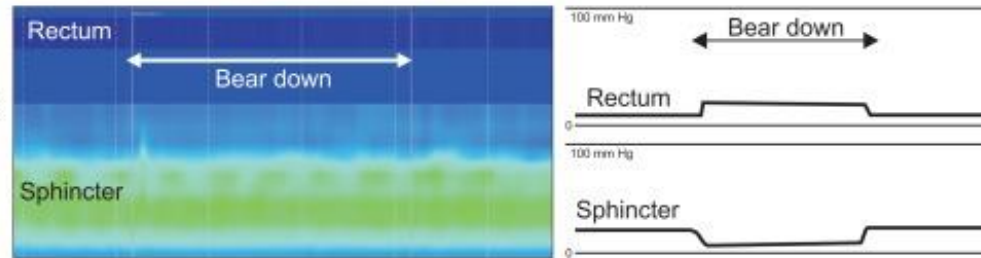 Rectum
Bear down
Sphincter
100 mm Hg
Bear down
Rectum
0
100 mm Hg
Sphincter
0